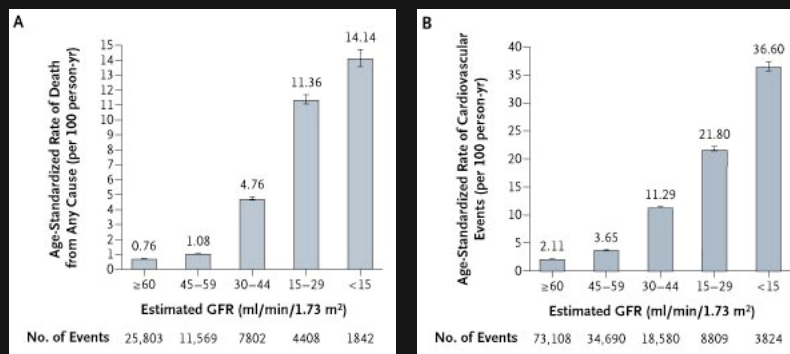 A
Age-Standardized Rate of Death
from Any Cause (per 100 person-yr)
15
14
13
12
11
10
9
8
7
6
5
4
3
2
1
0
0.76
1.08
4.76
11.36
14.14
≥60 45–59 30–44 15–29 <15
Estimated GFR (ml/min/1.73 m²)
No. of Events 25,803 11,569 7802 4408 1842
B
Age-Standardized Rate of Cardiovascular
Events (per 100 person-yr)
40
35
30
25
20
15
10
5
0
2.11
3.65
11.29
21.80
36.60
≥60 45–59 30–44 15–29 <15
Estimated GFR (ml/min/1.73 m²)
No. of Events 73,108 34,690 18,580 8809 3824